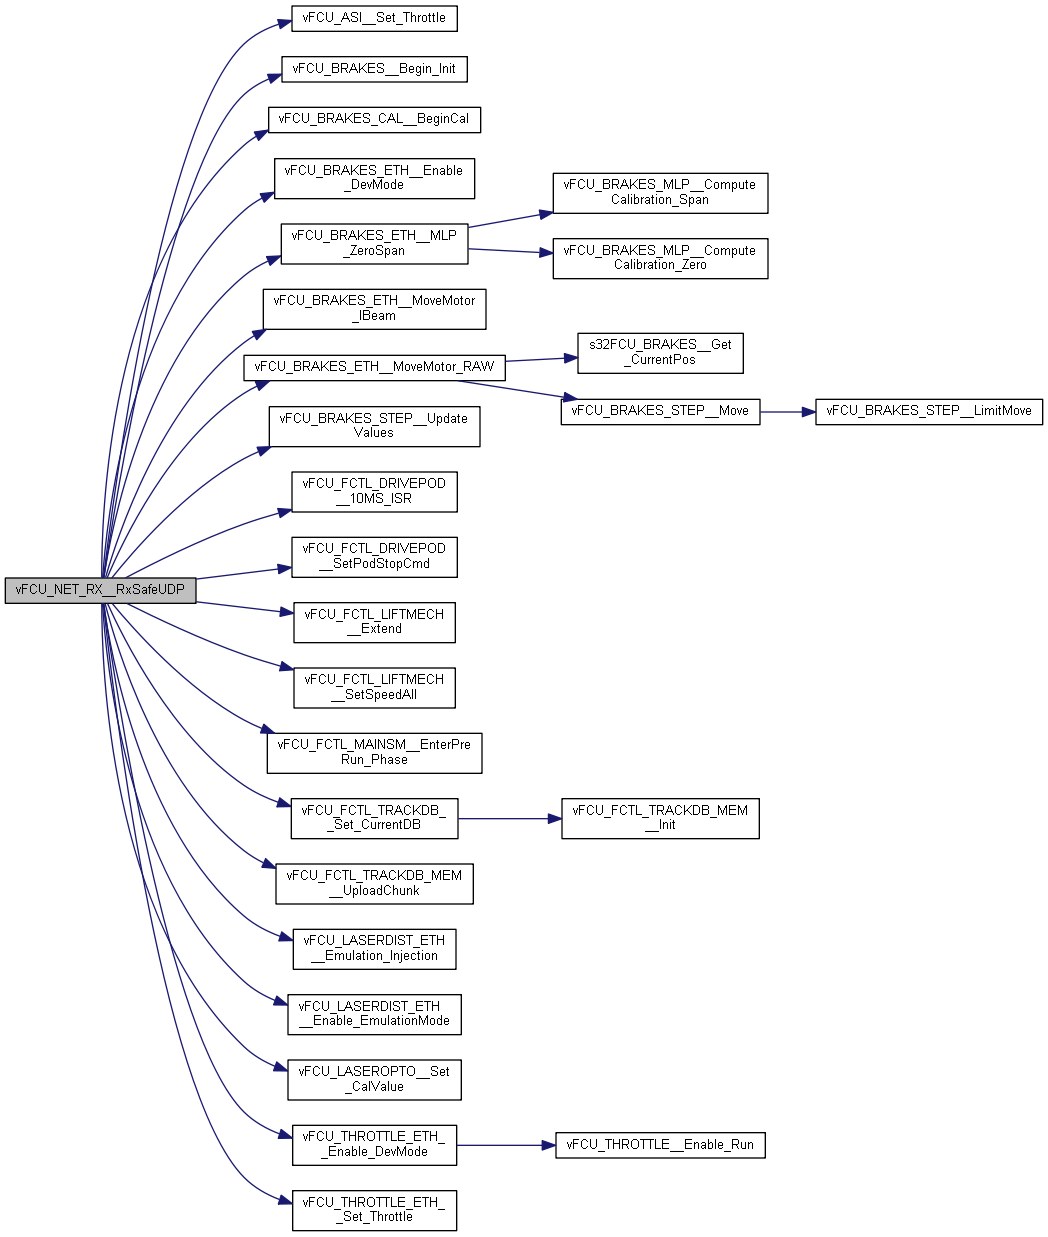 vFCU_ASI__Set_Throttle
vFCU_BRAKES__Begin_Init
vFCU_BRAKES_CAL__BeginCal
vFCU_BRAKES_ETH__Enable
_DevMode
vFCU_BRAKES_ETH__MLP
_ZeroSpan
vFCU_BRAKES_MLP__Compute
Calibration_Span
vFCU_BRAKES_MLP__Compute
Calibration_Zero
vFCU_BRAKES_ETH__MoveMotor
_IBeam
vFCU_BRAKES_ETH__MoveMotor_RAW
s32FCU_BRAKES__Get
_CurrentPos
vFCU_BRAKES_STEP__Move
vFCU_BRAKES_STEP__LimitMove
vFCU_BRAKES_STEP__Update
Values
vFCU_FCTL_DRIVEPOD
__10MS_ISR
vFCU_FCTL_DRIVEPOD
__SetPodStopCmd
vFCU_NET_RX__RxSafeUDP
vFCU_FCTL_LIFTMECH
__Extend
vFCU_FCTL_LIFTMECH
__SetSpeedAll
vFCU_FCTL_MAINSM__EnterPre
Run_Phase
vFCU_FCTL_TRACKDB_
_Set_CurrentDB
vFCU_FCTL_TRACKDB_MEM
__Init
vFCU_FCTL_TRACKDB_MEM
__UploadChunk
vFCU_LASERDIST_ETH
__Emulation_Injection
vFCU_LASERDIST_ETH
__Enable_EmulationMode
vFCU_LASEROPTO__Set
_CalValue
vFCU_THROTTLE_ETH_
_Enable_DevMode
vFCU_THROTTLE__Enable_Run
vFCU_THROTTLE_ETH_
_Set_Throttle